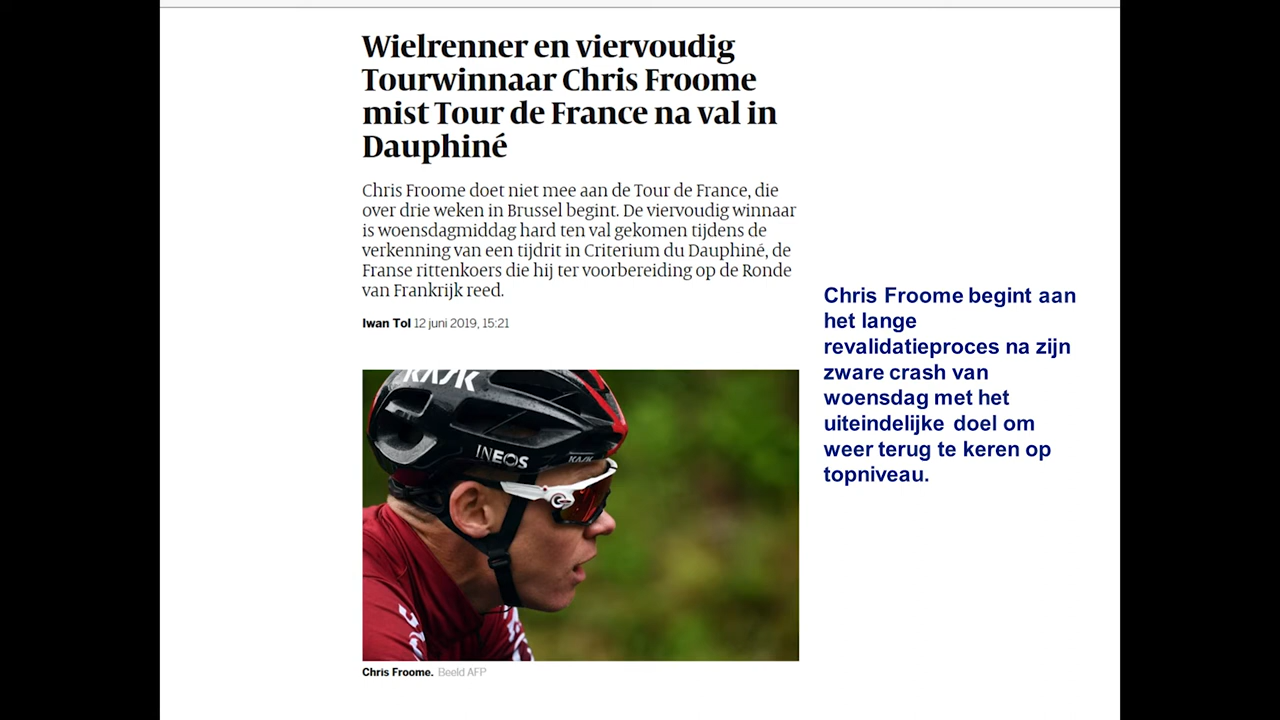 Wielrenner en viervoudig
Tourwinnaar Chris Froome
mist Tour de France na val in
Dauphiné
Chris Froome doet niet mee aan de Tour de France, die
over drie weken in Brussel begint. De viervoudig winnaar
is woensdagmiddag hard ten val gekomen tijdens de
verkenning van een tijdrit in Criterium du Dauphiné, de
Franse rittenkoers die hij ter voorbereiding op de Ronde
van Frankrijk reed.
Iwan Tol 12 juni 2019, 15:21
KASK
INEOS
KASK
Chris Froome. Beeld AFP
Chris Froome begint aan
het lange
revalidatieproces na zijn
zware crash van
woensdag met het
uiteindelijke doel om
weer terug te keren op
topniveau.